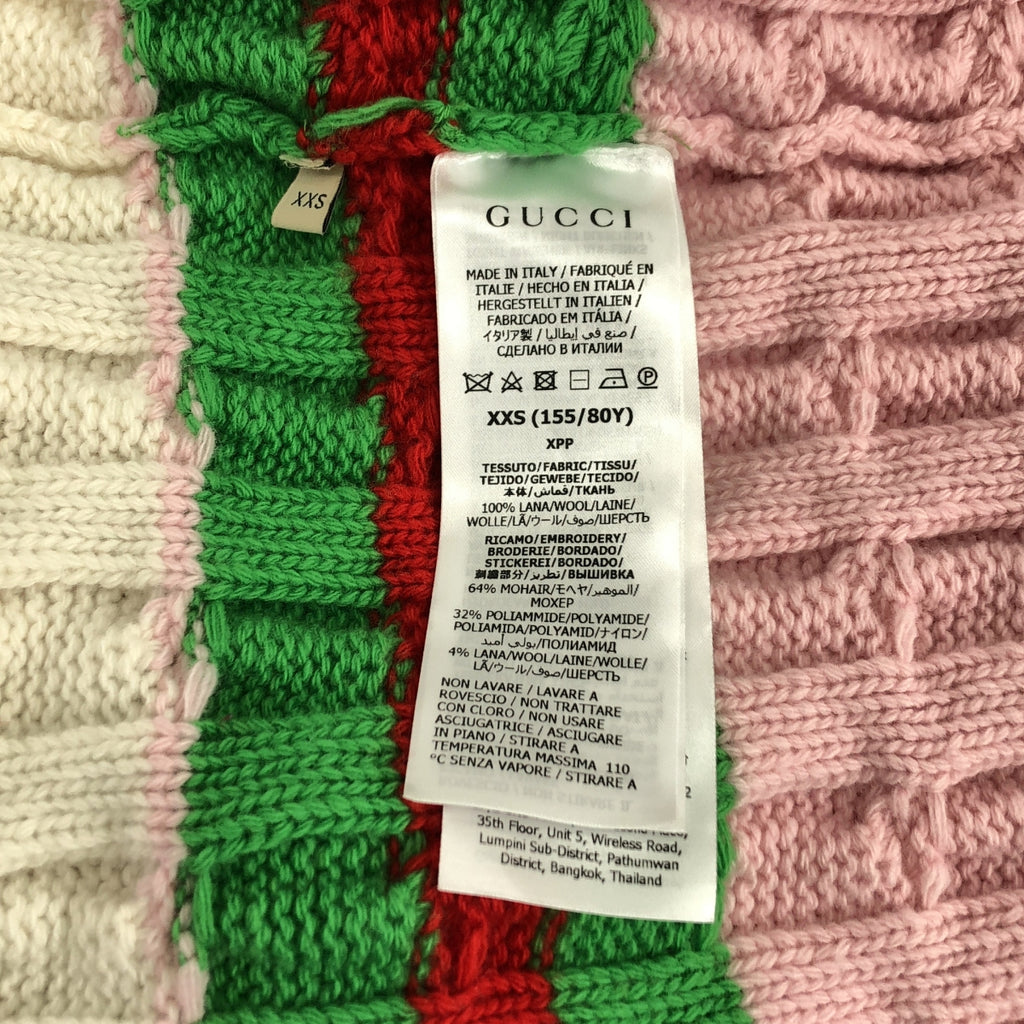 XXS
GUCCI
MADE IN ITALY / FABRIQUÉ EN
ITALIE / HECHO EN ITALIA /
HERGESTELLT IN ITALIEN /
FABRICADO EM ITÁLIA /
イタリア製 / صنع في إيطاليا /
СДЕЛАНО В ИТАЛИИ
XXS (155/80Y)
XPP
TESSUTO/FABRIC/TISSU/
TEJIDO/GEWEBE/TECIDO/
本体/قماش/ТКАНЬ
100% LANA/WOOL/LAINE/
WOLLE/LÃ/ウール/صوف/ШЕРСТЬ
RICAMO/EMBROIDERY/
BRODERIE/BORDADO/
STICKEREI/BORDADO/
刺繍部分/تطريز/ВЫШИВКА
64% MOHAIR/モヘヤ/الموهير/
МОХЕР
32% POLIAMMIDE/POLYAMIDE/
POLIAMIDA/POLYAMID/ナイロン/
بولي أميد/ПОЛИАМИД
4% LANA/WOOL/LAINE/WOLLE/
LÃ/ウール/صوف/ШЕРСТЬ
NON LAVARE / LAVARE A
ROVESCIO / NON TRATTARE
CON CLORO / NON USARE
ASCIUGATRICE / ASCIUGARE
IN PIANO / STIRARE A
TEMPERATURA MASSIMA 110
°C SENZA VAPORE / STIRARE A
35th Floor, Unit 5, Wireless Road,
Lumpini Sub-District, Pathumwan
District, Bangkok, Thailand